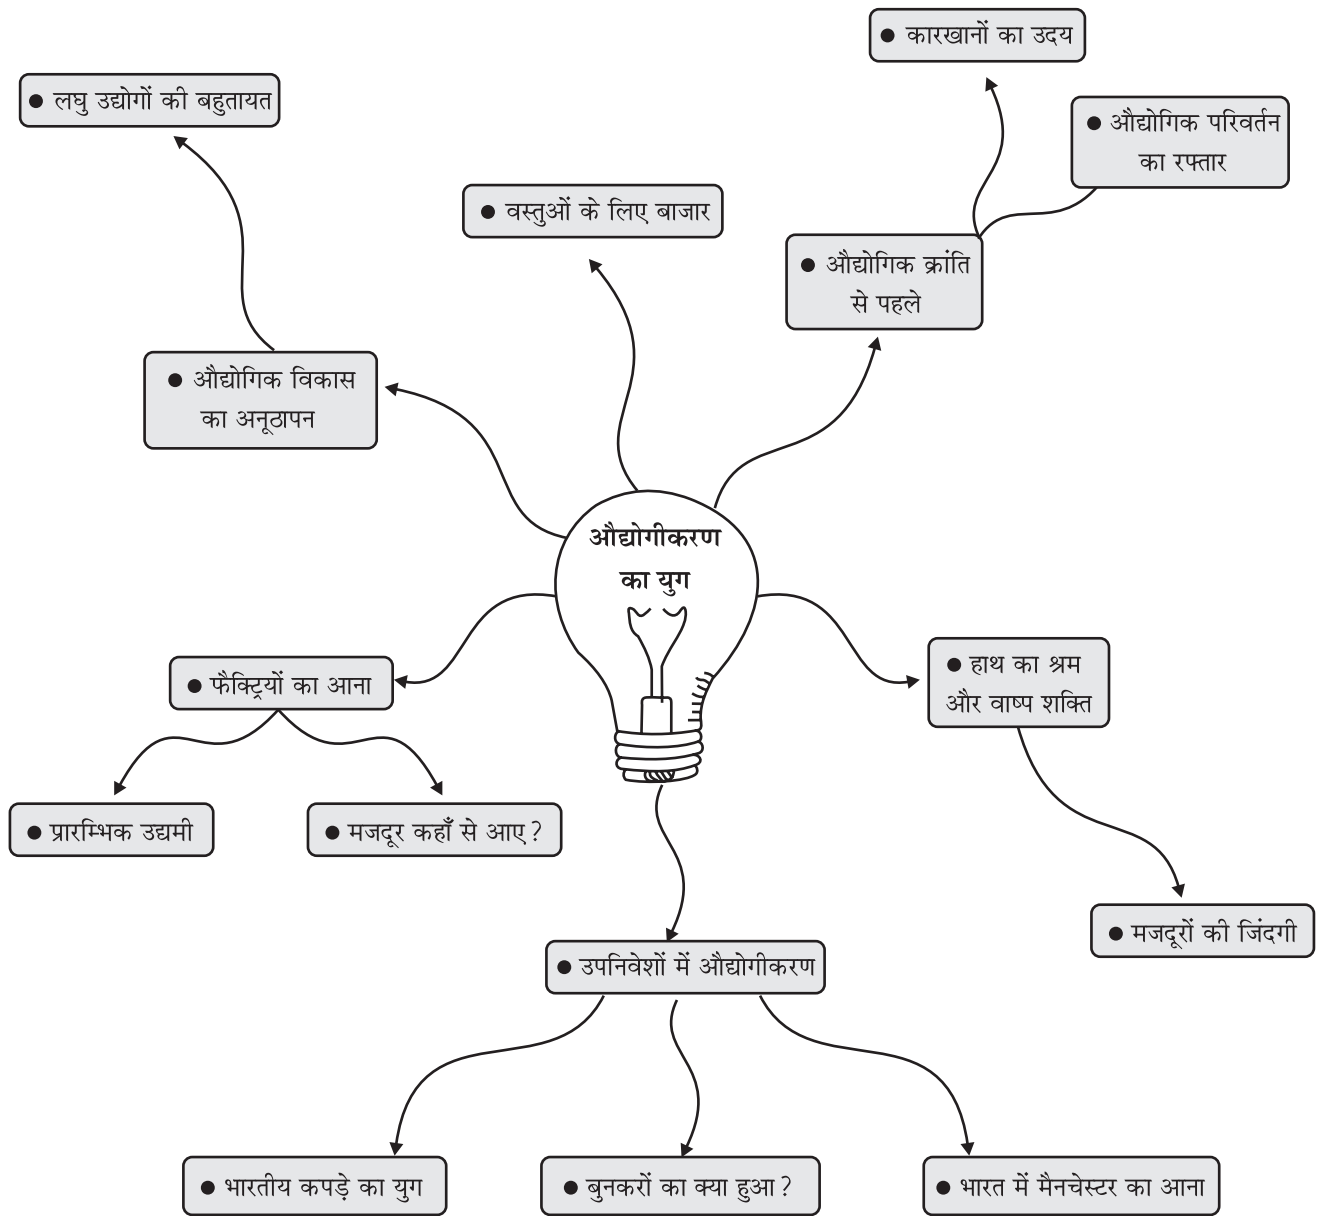 ● कारखानों का उदय
● लघु उद्योगों की बहुतायत
● औद्योगिक परिवर्तन
का रफ्तार
● वस्तुओं के लिए बाजार
● औद्योगिक क्रांति
से पहले
● औद्योगिक विकास
का अनूठापन
औद्योगीकरण
का युग
● फैक्ट्रियों का आना
● हाथ का श्रम
और वाष्प शक्ति
● प्रारम्भिक उद्यमी
● मजदूर कहाँ से आए?
● मजदूरों की जिंदगी
● उपनिवेशों में औद्योगीकरण
● भारतीय कपड़े का युग
● बुनकरों का क्या हुआ?
● भारत में मैनचेस्टर का आना